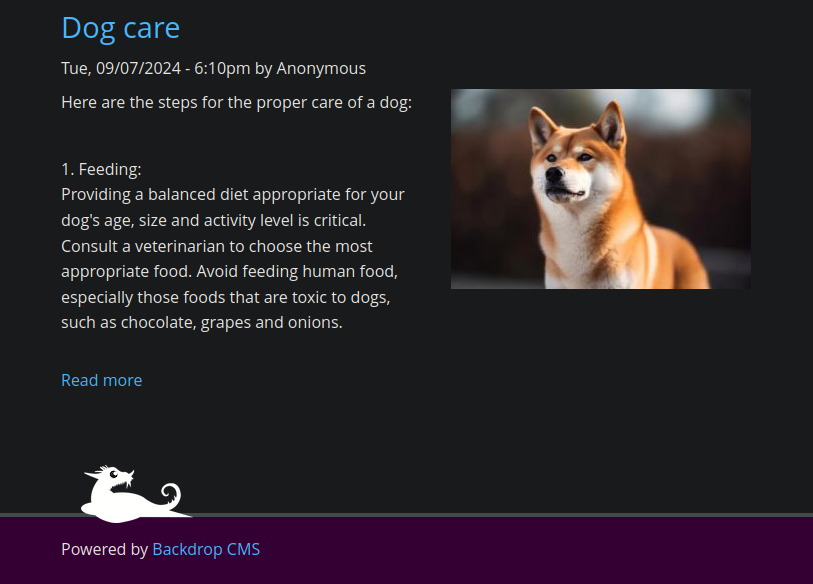 Dog care
Tue, 09/07/2024 - 6:10pm by Anonymous
Here are the steps for the proper care of a dog:
1. Feeding:
Providing a balanced diet appropriate for your
dog's age, size and activity level is critical.
Consult a veterinarian to choose the most
appropriate food. Avoid feeding human food,
especially those foods that are toxic to dogs,
such as chocolate, grapes and onions.
Read more
Powered by Backdrop CMS